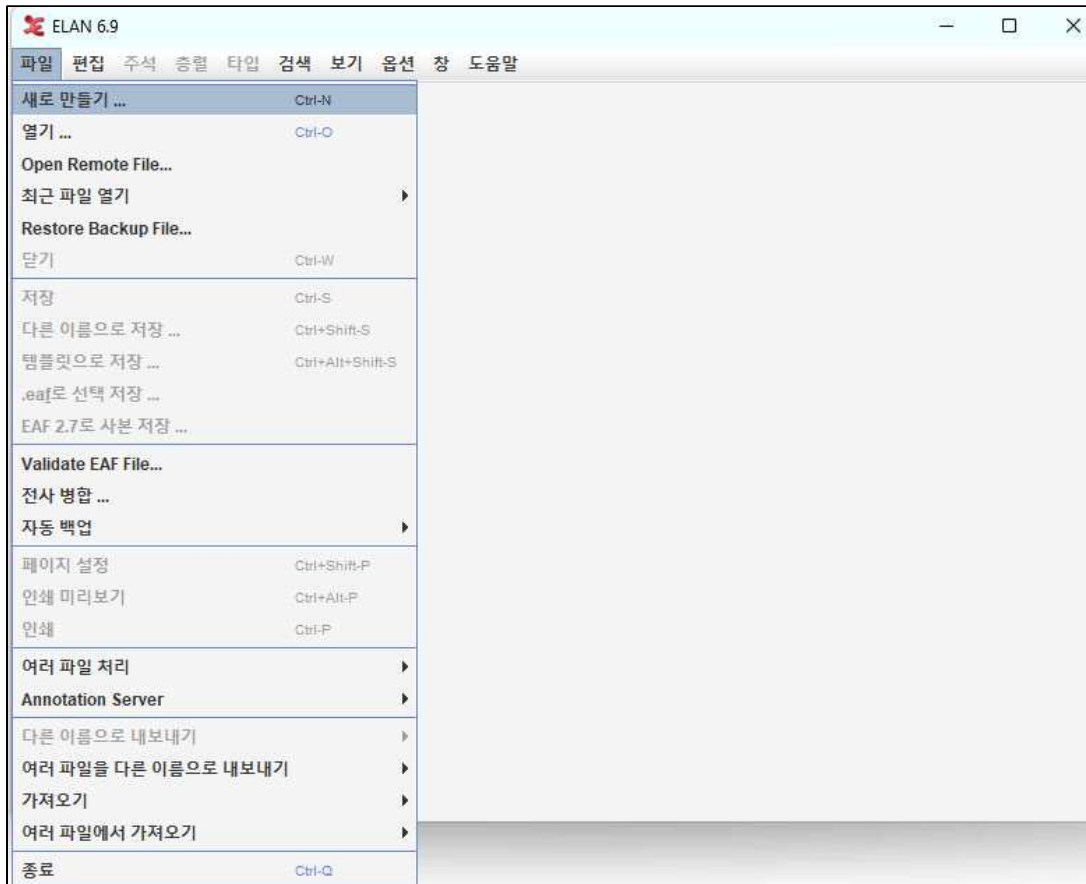 ELAN 6.9
파일 편집 주석 층렬 타입 검색 보기 옵션 창 도움말
새로 만들기 ... Ctrl-N
열기 ... Ctrl-O
Open Remote File...
최근 파일 열기
Restore Backup File...
닫기 Ctrl-W
저장 Ctrl-S
다른 이름으로 저장 ... Ctrl+Shift-S
템플릿으로 저장 ... Ctrl+Alt+Shift-S
.eaf로 선택 저장 ...
EAF 2.7로 사본 저장 ...
Validate EAF File...
전사 병합 ...
자동 백업
페이지 설정 Ctrl+Shift-P
인쇄 미리보기 Ctrl+Alt-P
인쇄 Ctrl-P
여러 파일 처리
Annotation Server
다른 이름으로 내보내기
여러 파일을 다른 이름으로 내보내기
가져오기
여러 파일에서 가져오기
종료 Ctrl-Q